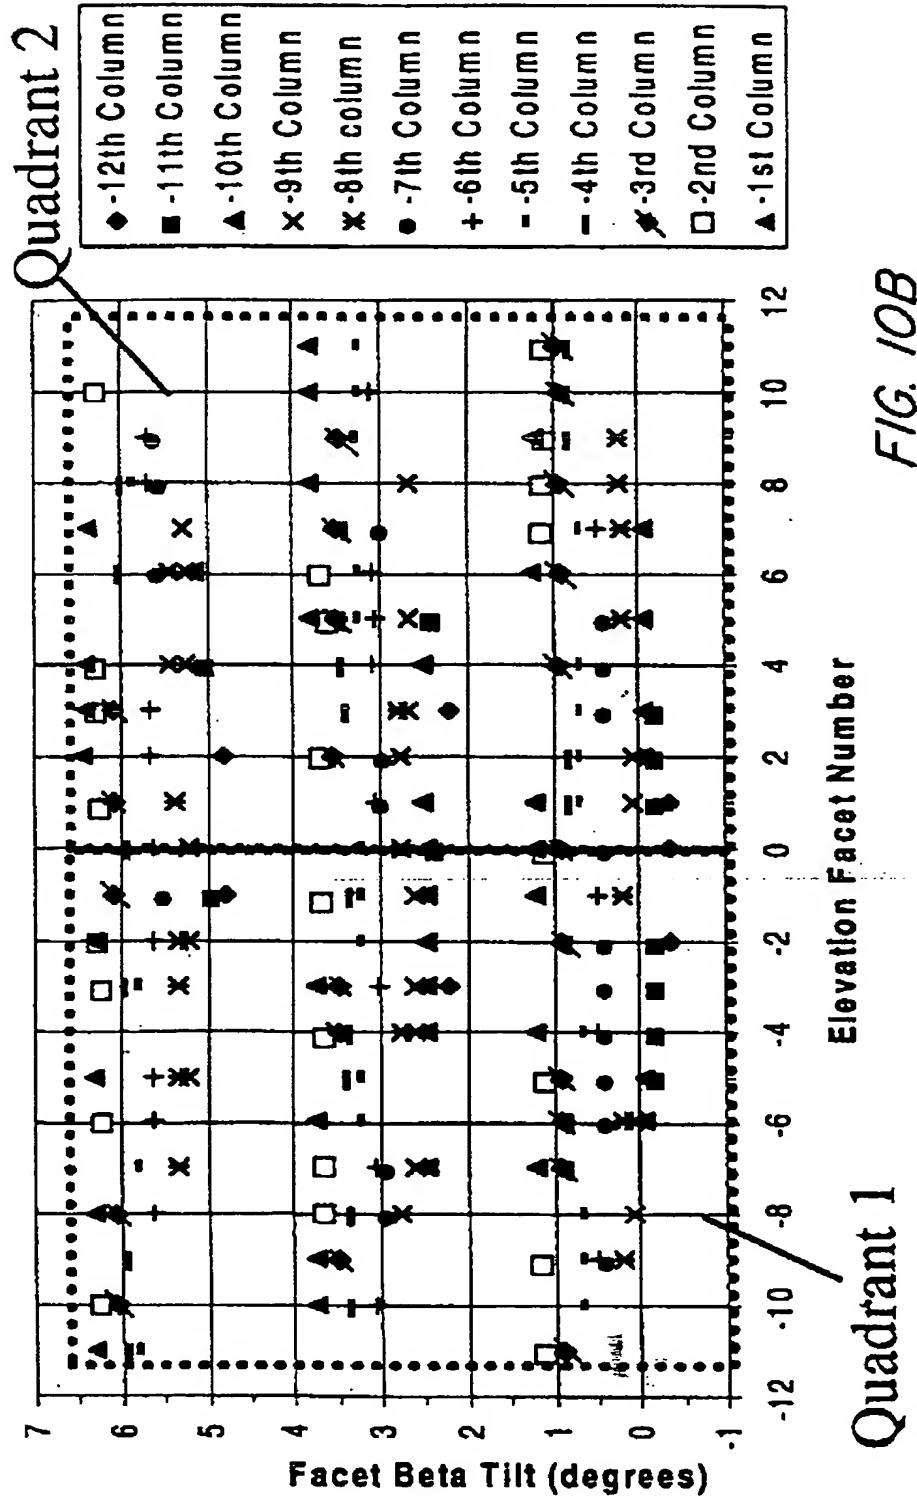 Quadrant 2
-12th Column
-11th Column
-10th Column
-9th Column
-8th column
-7th Column
-6th Column
-5th Column
-4th Column
-3rd Column
-2nd Column
-1st Column
7
6
5
4
3
2
1
0
-1
Facet Beta Tilt (degrees)
-12
-10
-8
-6
-4
-2
0
2
4
6
8
10
12
Elevation Facet Number
Quadrant 1
FIG. 10B